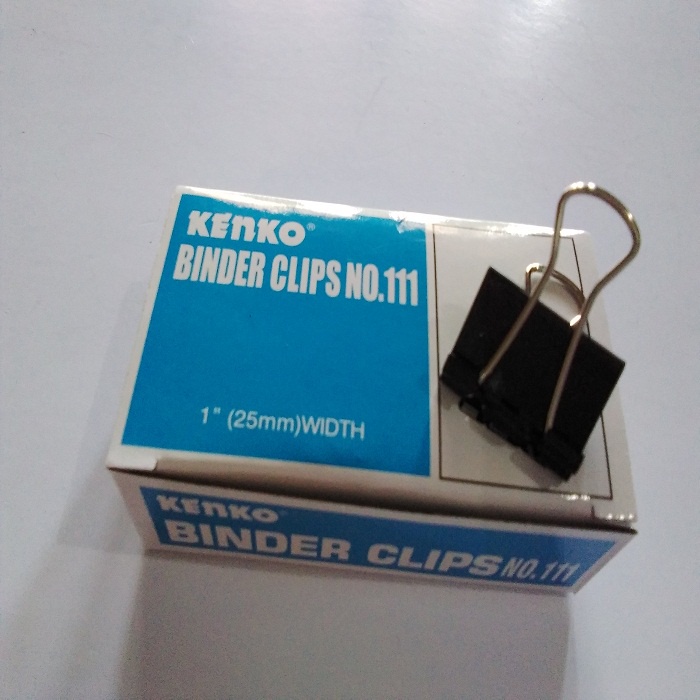 KENKO®
BINDER CLIPS NO.111
1" (25mm)WIDTH
KENKO
BINDER CLIPS NO.111